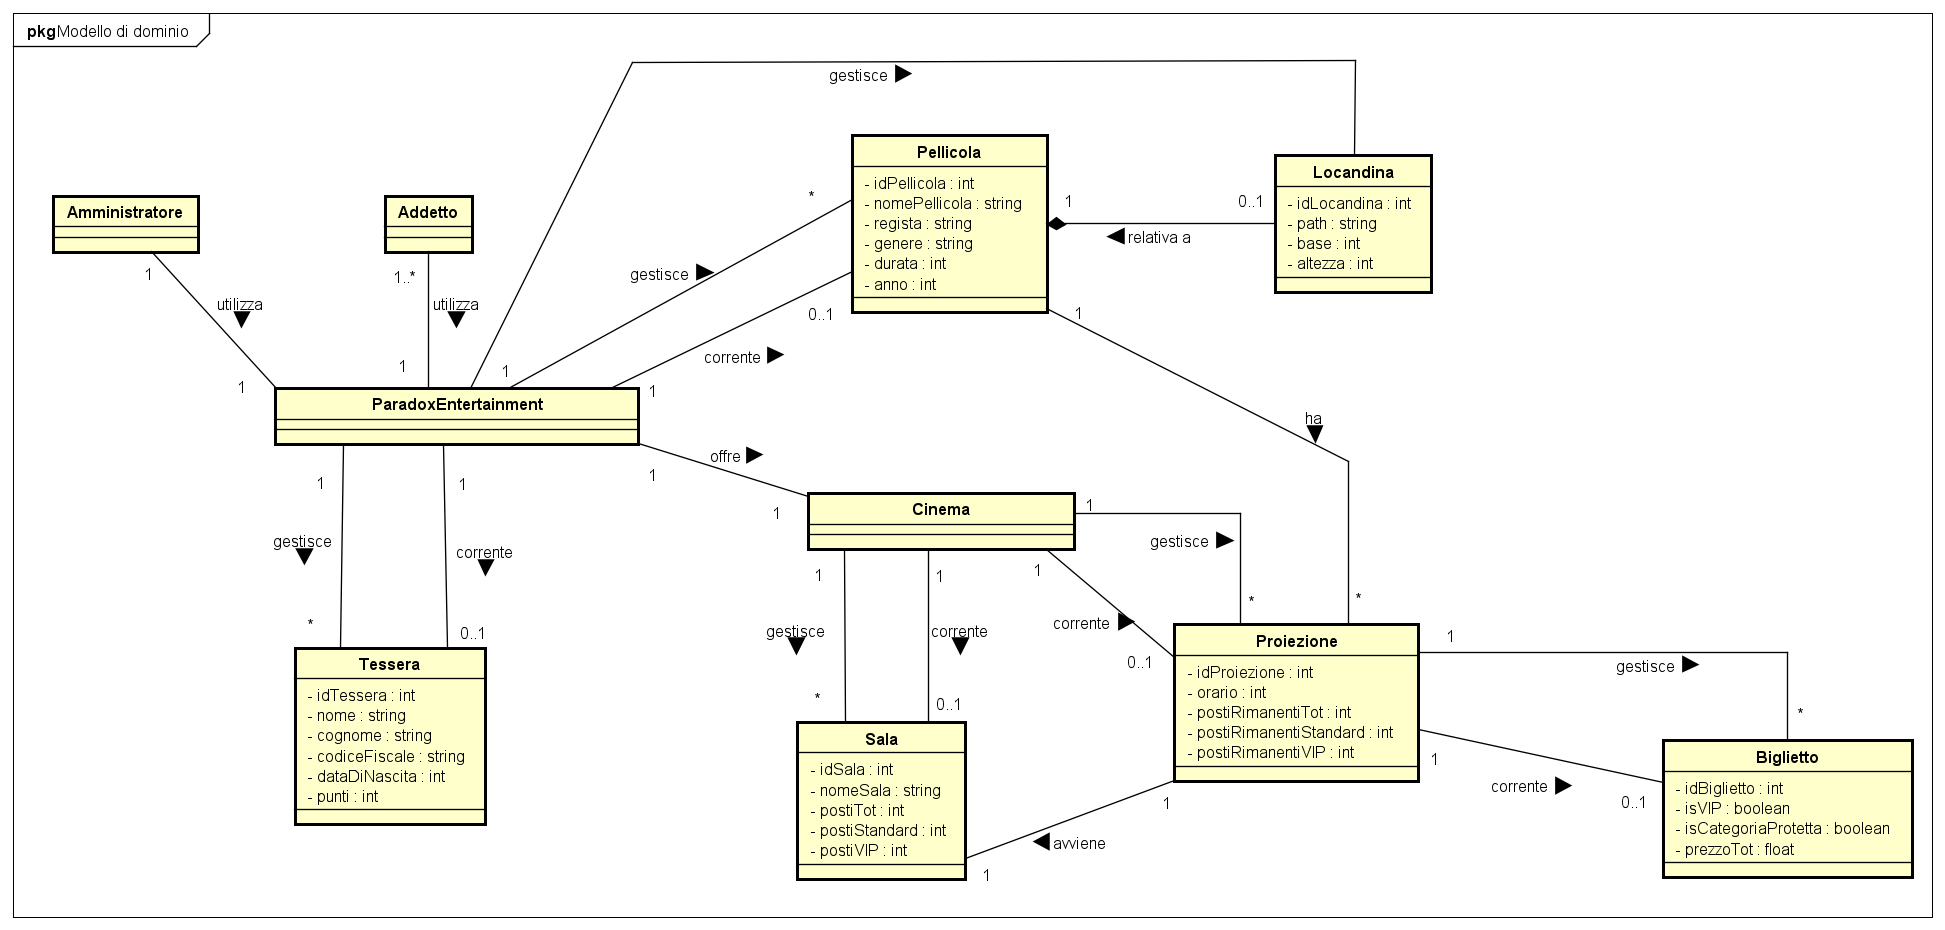 pkg Modello di dominio
gestisce
Pellicola
- idPellicola : int
- nomePellicola : string
- regista : string
- genere : string
- durata : int
- anno : int
Locandina
- idLocandina : int
- path : string
- base : int
- altezza : int
1
0..1
relativa a
Amministratore
Addetto
*
1
1..*
utilizza
utilizza
gestisce
0..1
1
corrente
1
1
1
1
ha
ParadoxEntertainment
offre
1
1
1
1
gestisce
corrente
*
0..1
Tessera
- idTessera : int
- nome : string
- cognome : string
- codiceFiscale : string
- dataDiNascita : int
- punti : int
Cinema
1
gestisce
1
1
1
gestisce
corrente
corrente
*
*
0..1
*
0..1
Sala
- idSala : int
- nomeSala : string
- postiTot : int
- postiStandard : int
- postiVIP : int
Proiezione
- idProiezione : int
- orario : int
- postiRimanentiTot : int
- postiRimanentiStandard : int
- postiRimanentiVIP : int
1
gestisce
*
1
corrente
0..1
1
avviene
1
Biglietto
- idBiglietto : int
- isVIP : boolean
- isCategoriaProtetta : boolean
- prezzoTot : float